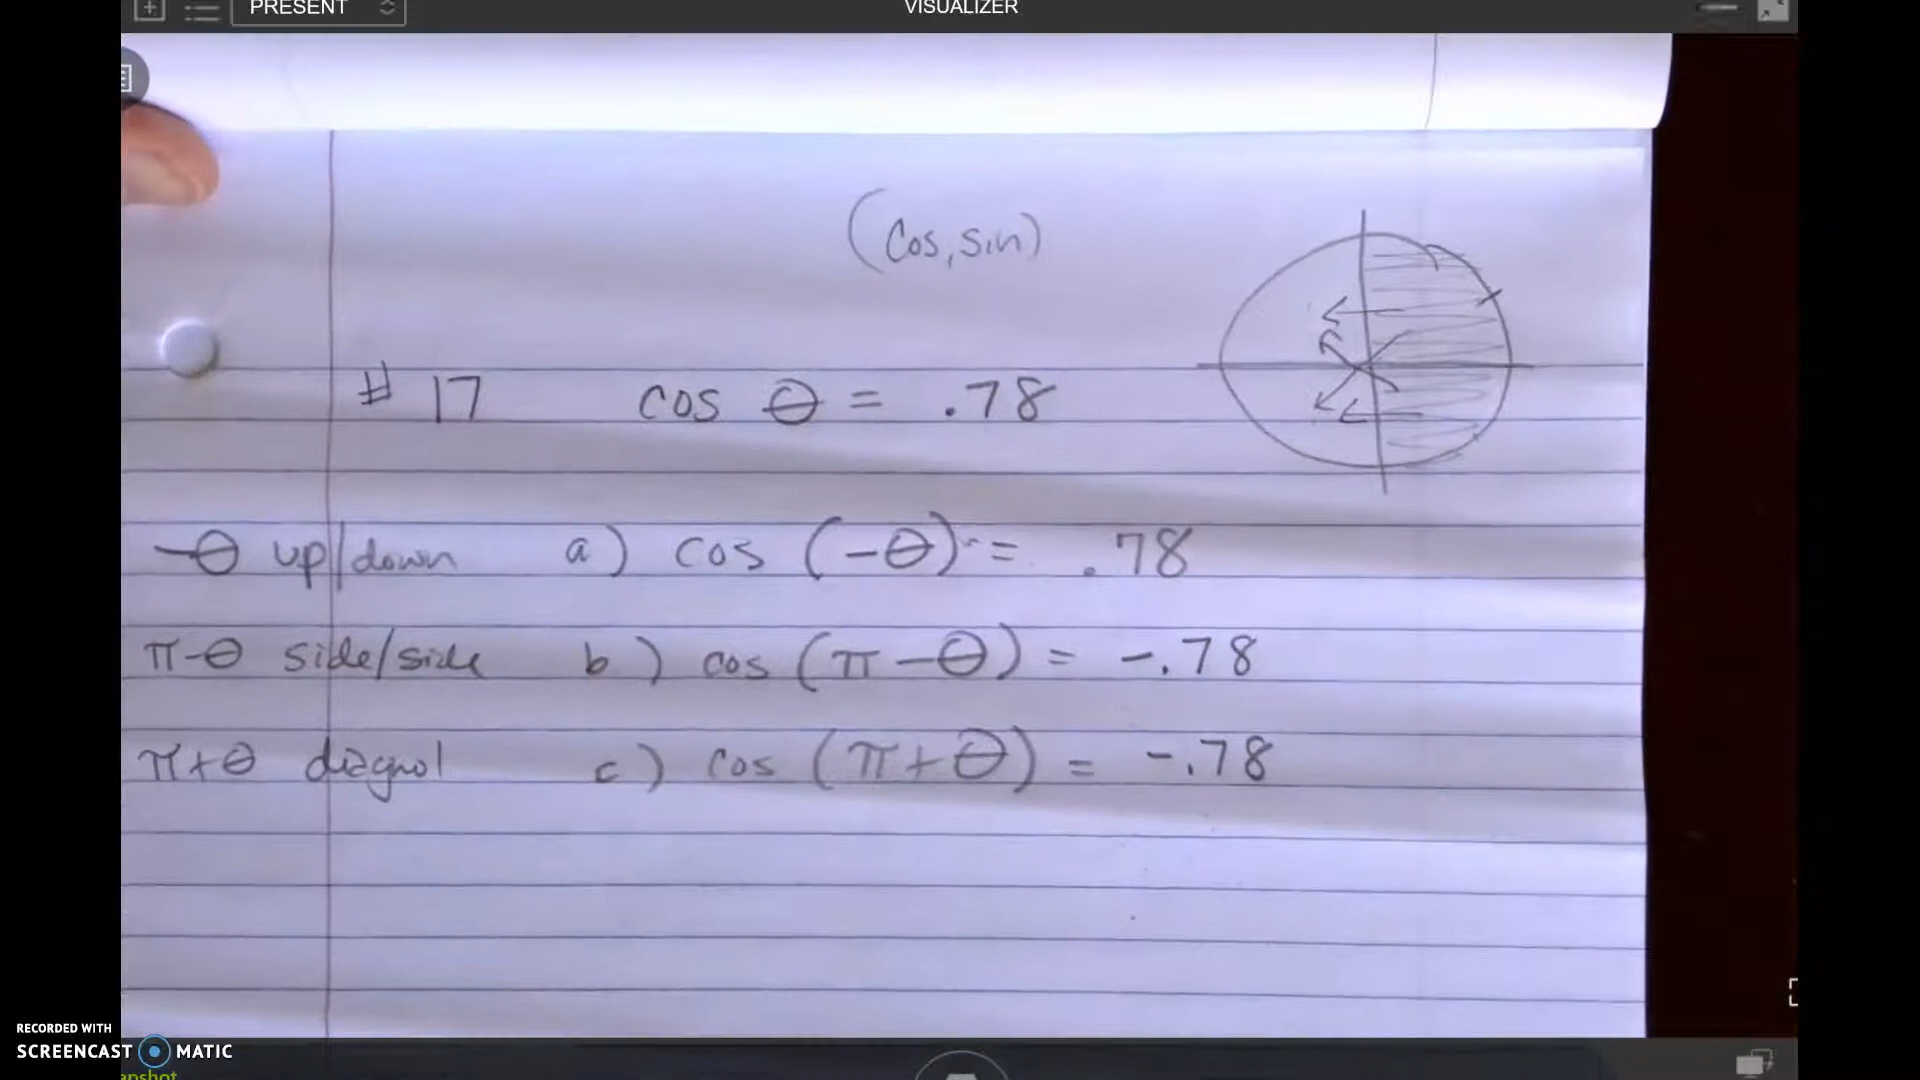 PRESENT
VISUALIZER
(cos, sin)
# 17 cos θ = .78
-θ up/down a) cos (-θ) = .78
π-θ side/side b) cos (π-θ) = -.78
π+θ diagnol c) cos (π+θ) = -.78
RECORDED WITH
SCREENCAST MATIC
apshot